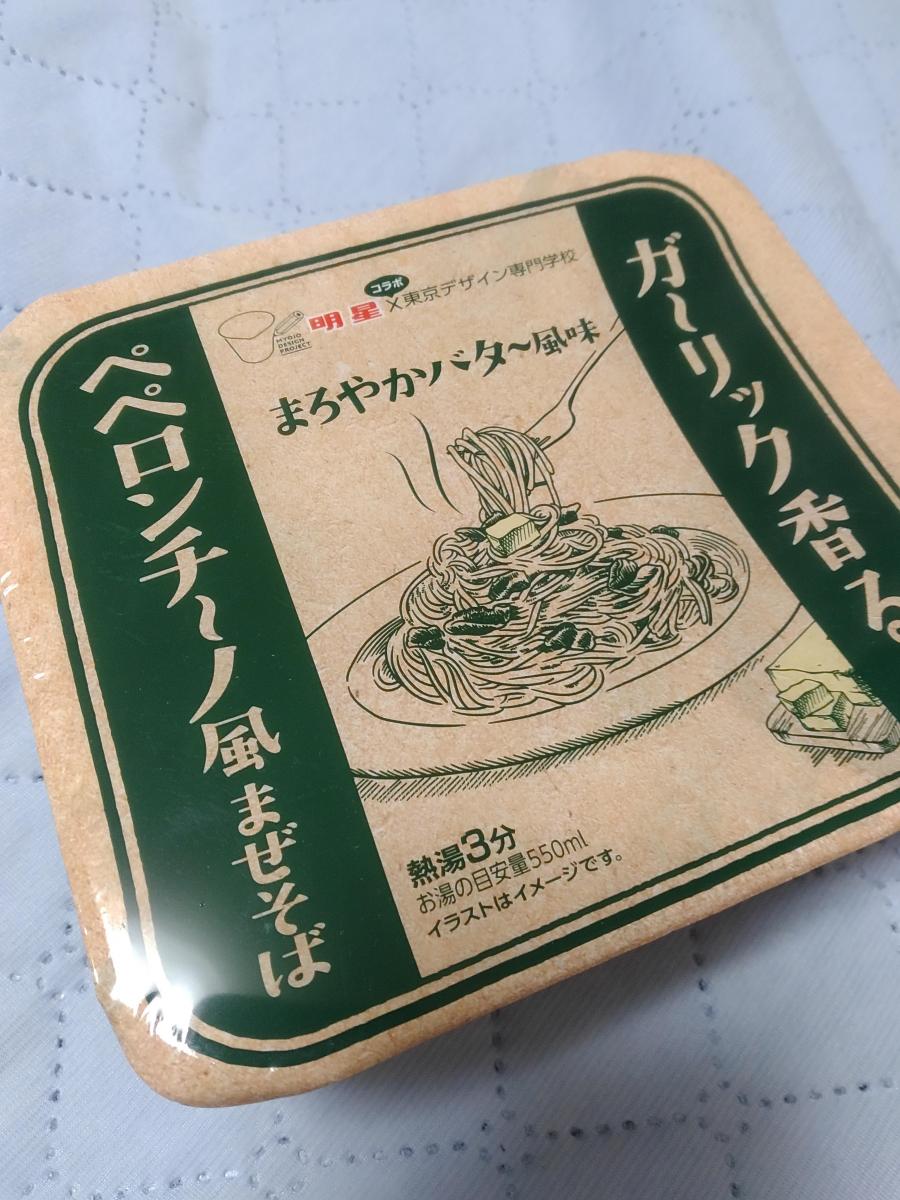 コラボ
明星×東京デザイン専門学校
MYOJO
DESIGN
PROJECT
まろやかバタ〜風味
ガ〜リック香る
ペペロンチ〜ノ風まぜそば
熱湯3分
お湯の目安量550ml
イラストはイメージです。